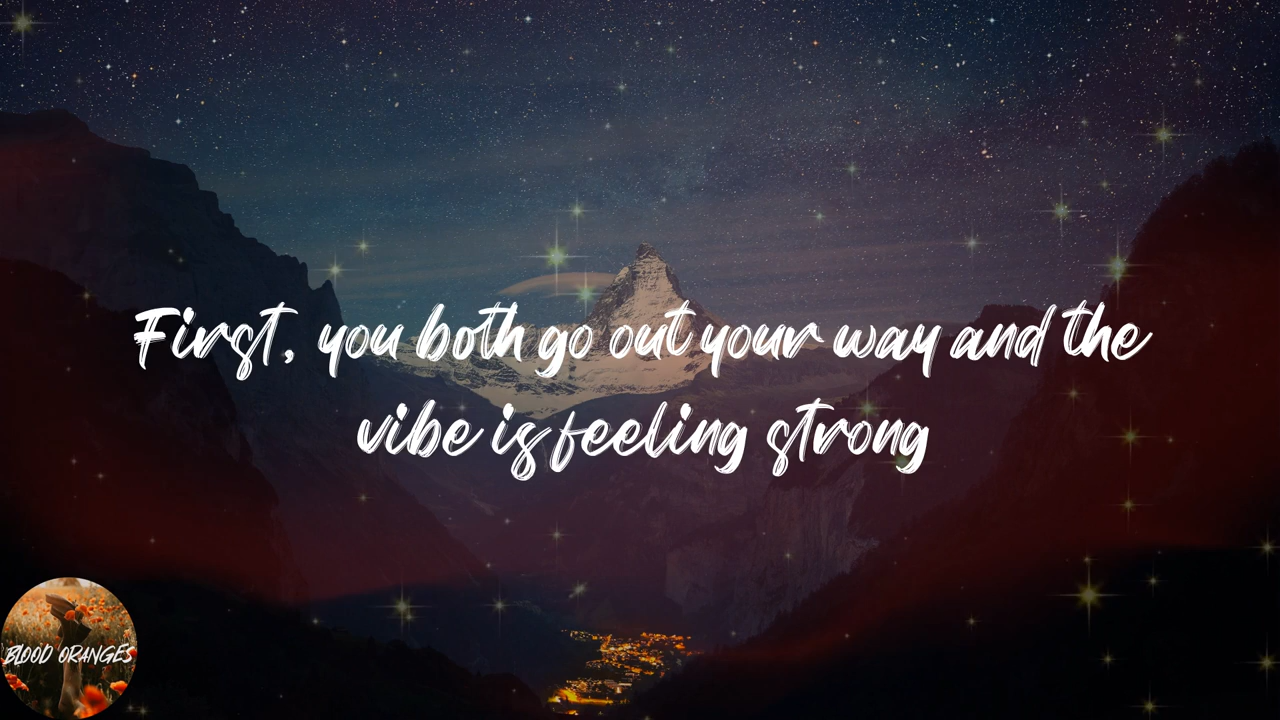 First, you both go out your way and the
vibe is feeling strong
BLOOD ORANGES